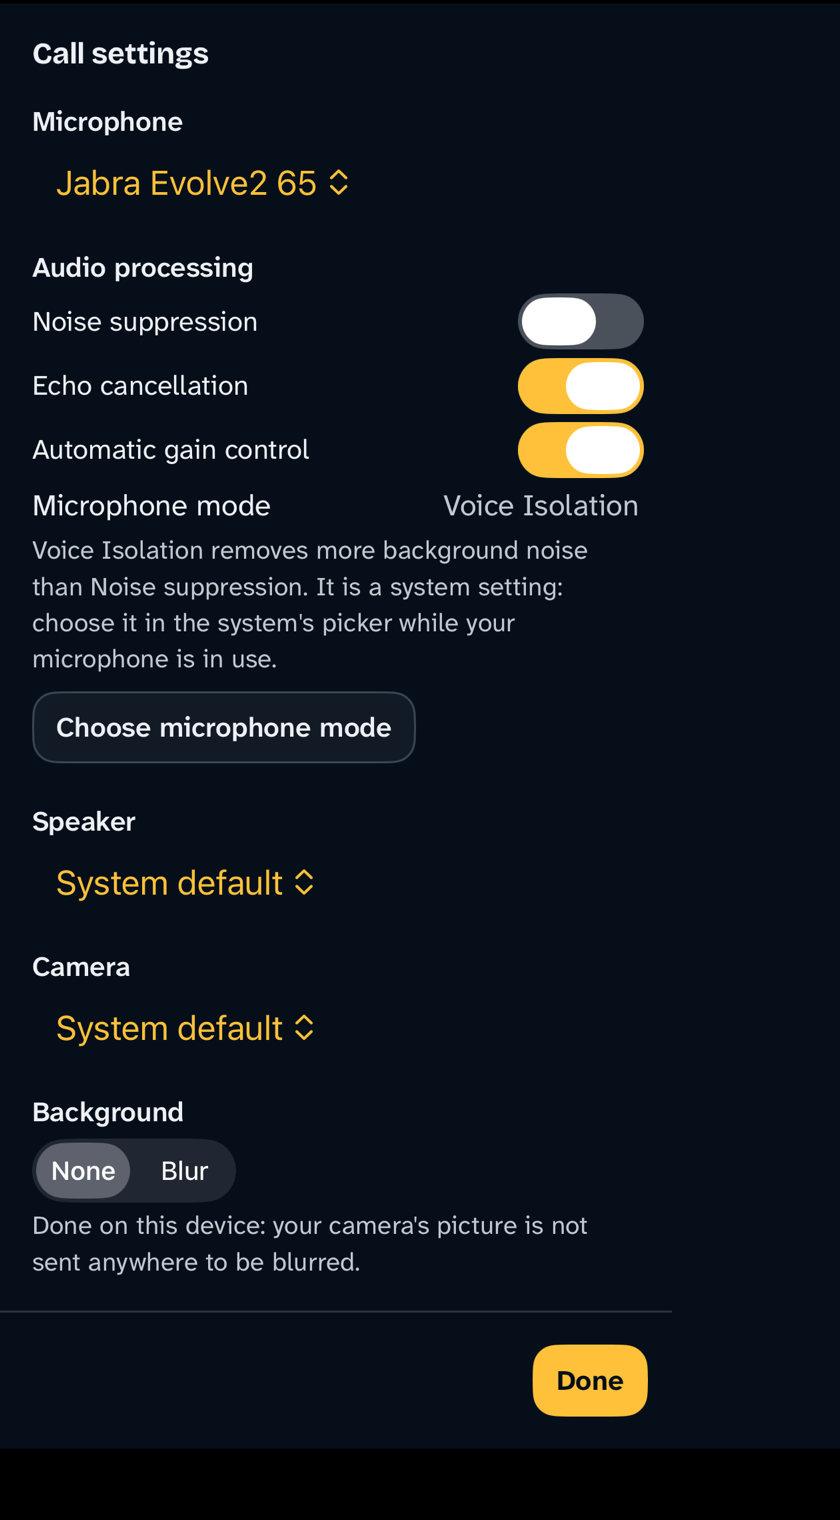 Call settings
Microphone
Jabra Evolve2 65
Audio processing
Noise suppression
Echo cancellation
Automatic gain control
Microphone mode Voice Isolation
Voice Isolation removes more background noise
than Noise suppression. It is a system setting:
choose it in the system's picker while your
microphone is in use.
Choose microphone mode
Speaker
System default
Camera
System default
Background
None Blur
Done on this device: your camera's picture is not
sent anywhere to be blurred.
Done